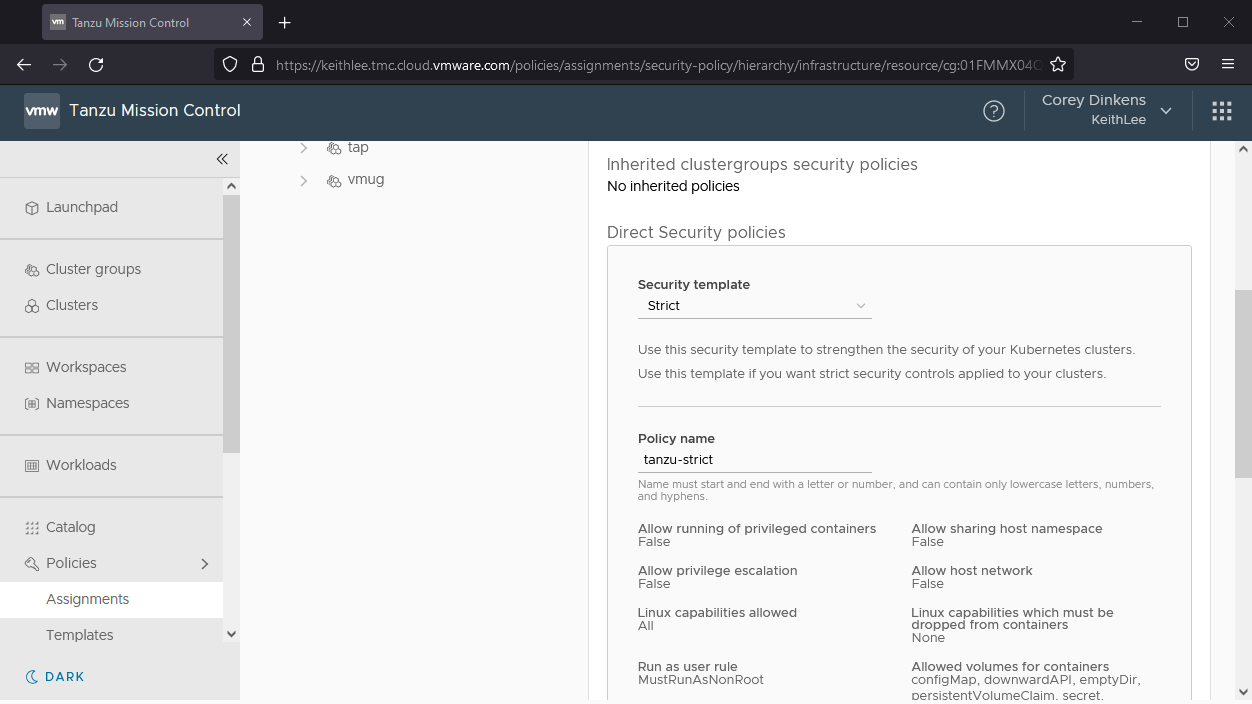 vm Tanzu Mission Control
https://keithlee.tmc.cloud.vmware.com/policies/assignments/security-policy/hierarchy/infrastructure/resource/cg:01FMMX04
vmw Tanzu Mission Control
Corey Dinkens
KeithLee
Launchpad
Cluster groups
Clusters
Workspaces
Namespaces
Workloads
Catalog
Policies
Assignments
Templates
DARK
tap
vmug
Inherited clustergroups security policies
No inherited policies
Direct Security policies
Security template
Strict
Use this security template to strengthen the security of your Kubernetes clusters.
Use this template if you want strict security controls applied to your clusters.
Policy name
tanzu-strict
Name must start and end with a letter or number, and can contain only lowercase letters, numbers,
and hyphens.
Allow running of privileged containers
False
Allow sharing host namespace
False
Allow privilege escalation
False
Allow host network
False
Linux capabilities allowed
All
Linux capabilities which must be
dropped from containers
None
Run as user rule
MustRunAsNonRoot
Allowed volumes for containers
configMap, downwardAPI, emptyDir,
persistentVolumeClaim, secret,